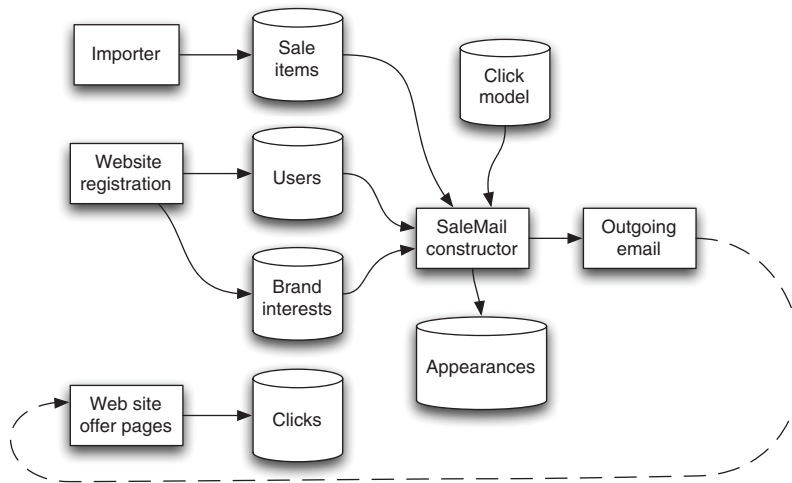 Importer
Sale
items
Click
model
Website
registration
Users
SaleMail
constructor
Outgoing
email
Brand
interests
Appearances
Web site
offer pages
Clicks